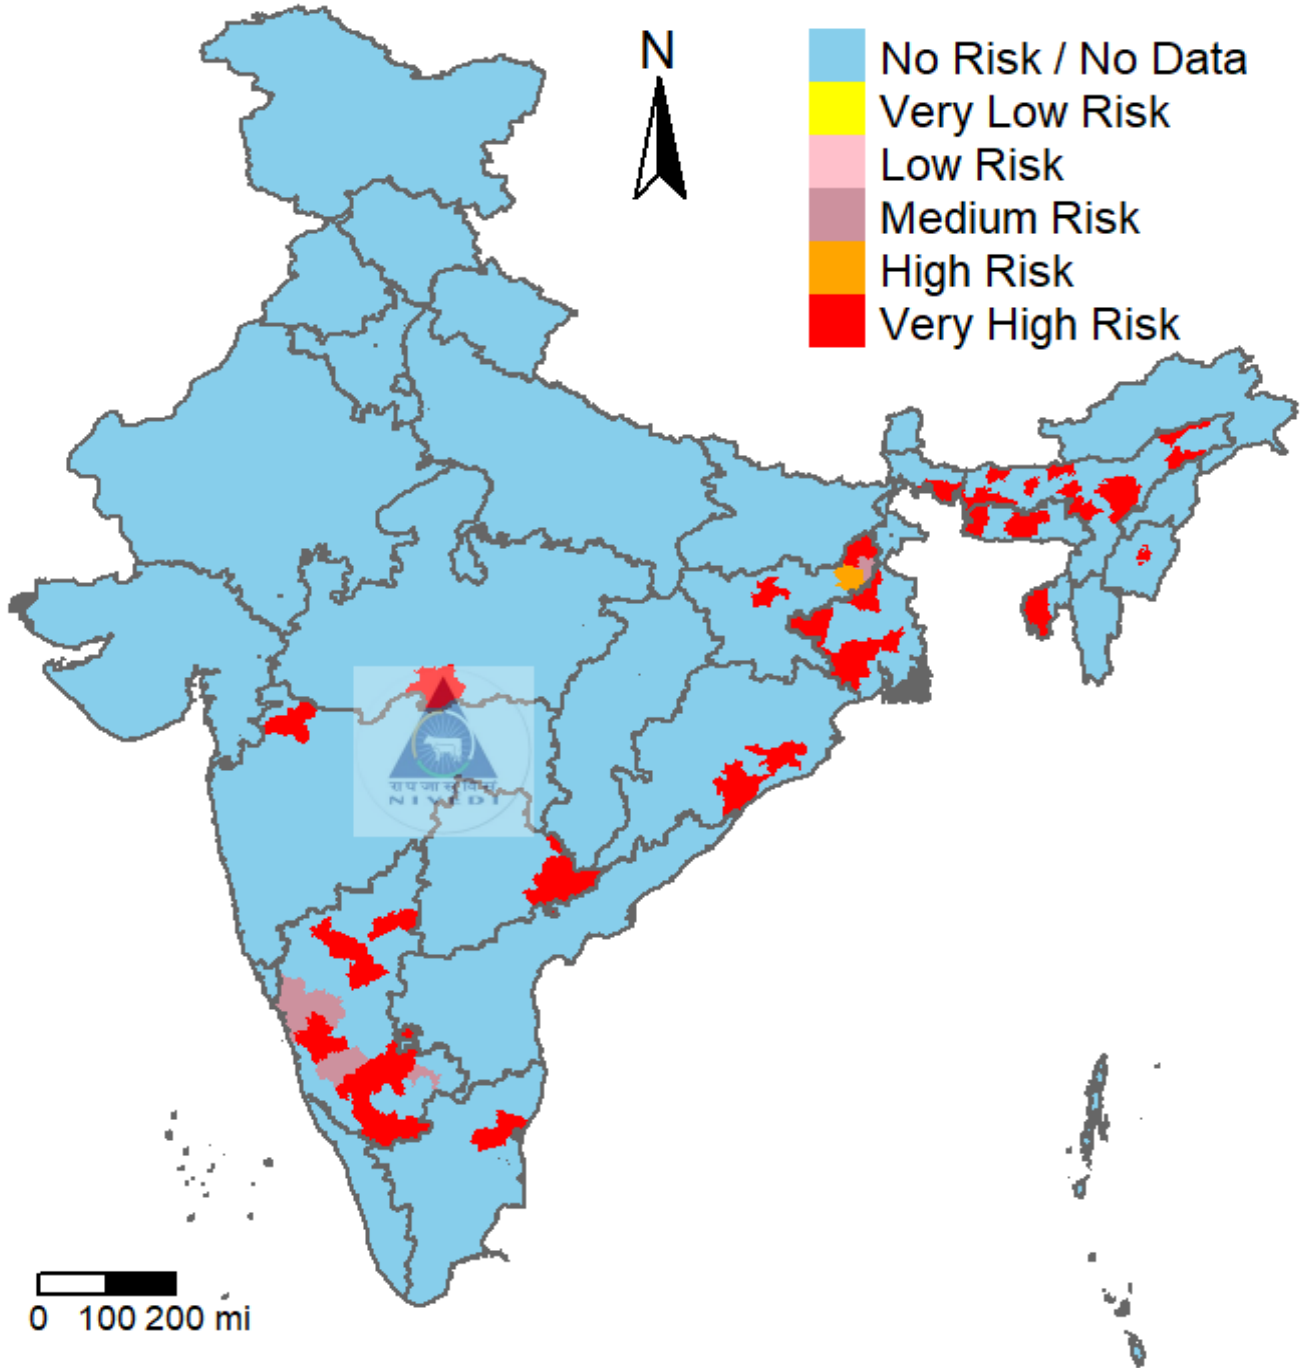 N
No Risk / No Data
Very Low Risk
Low Risk
Medium Risk
High Risk
Very High Risk
NIVEDI
0 100 200 mi